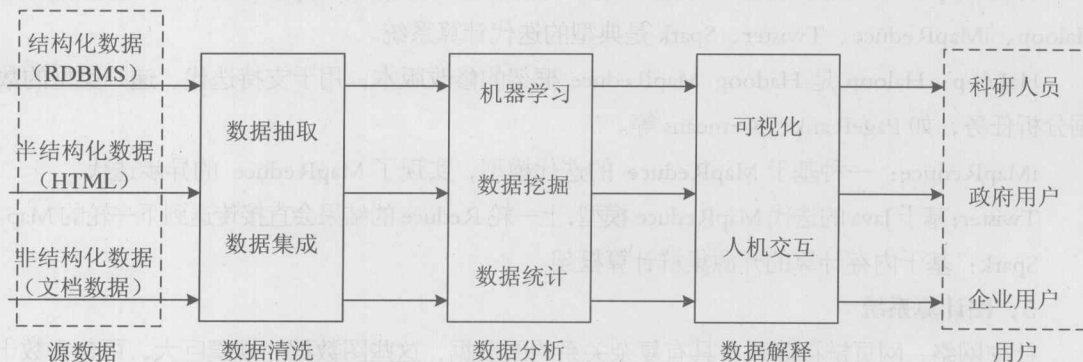 结构化数据
（RDBMS）
半结构化数据
（HTML）
非结构化数据
（文档数据）
源数据
数据抽取
数据集成
数据清洗
机器学习
数据挖掘
数据统计
数据分析
可视化
人机交互
数据解释
科研人员
政府用户
企业用户
用户